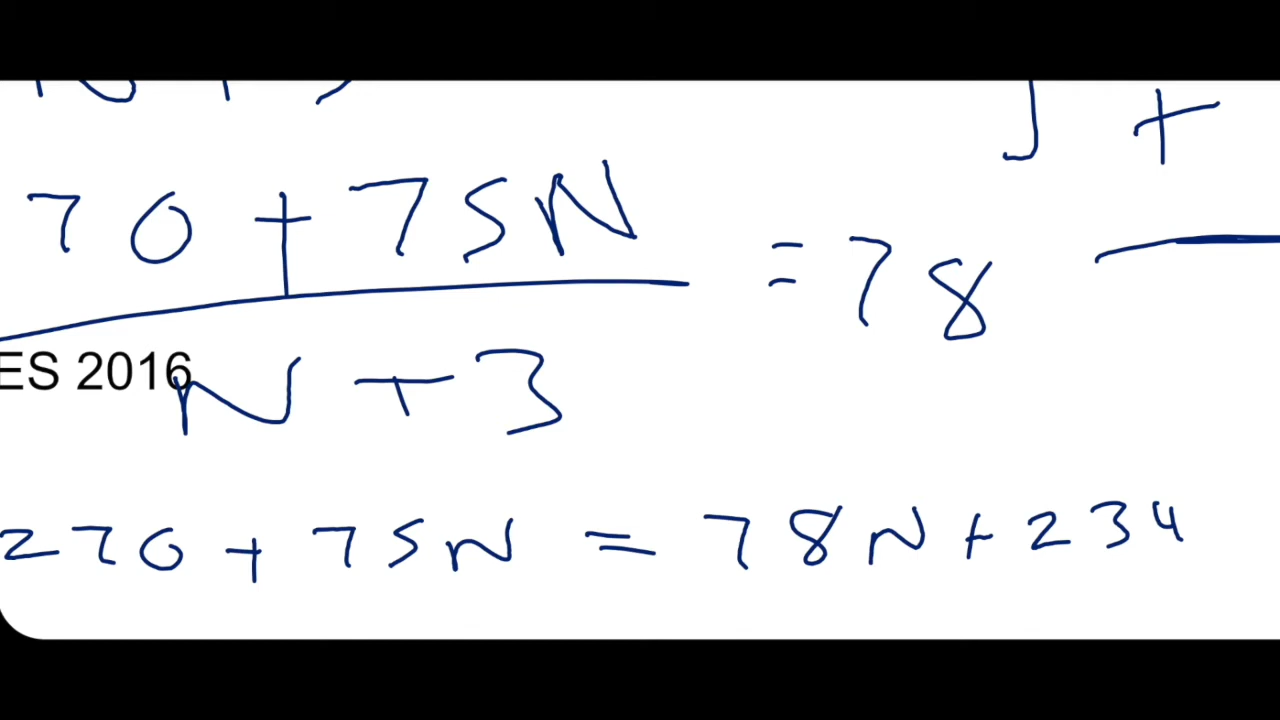 70 + 75N
= 78
ES 2016
N + 3
270 + 75N = 78N + 234